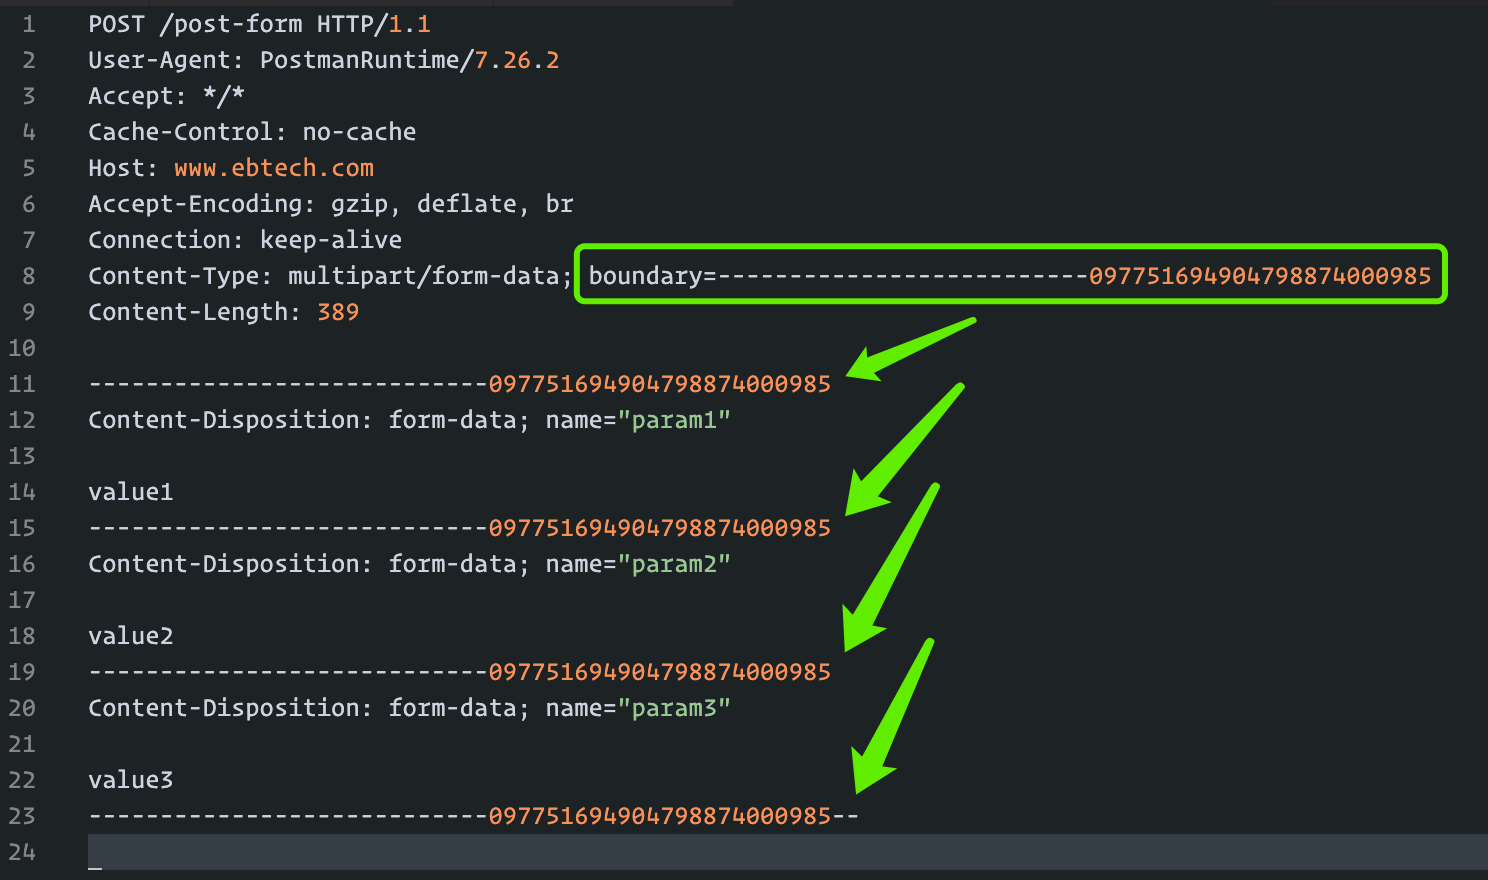 1 POST /post-form HTTP/1.1
2 User-Agent: PostmanRuntime/7.26.2
3 Accept: */*
4 Cache-Control: no-cache
5 Host: www.ebtech.com
6 Accept-Encoding: gzip, deflate, br
7 Connection: keep-alive
8 Content-Type: multipart/form-data; boundary=--------------------------097751694904798874000985
9 Content-Length: 389
10
11 ----------------------------097751694904798874000985
12 Content-Disposition: form-data; name="param1"
13
14 value1
15 ----------------------------097751694904798874000985
16 Content-Disposition: form-data; name="param2"
17
18 value2
19 ----------------------------097751694904798874000985
20 Content-Disposition: form-data; name="param3"
21
22 value3
23 ----------------------------097751694904798874000985--
24